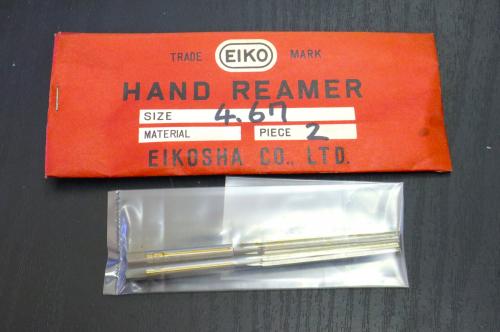 TRADE EIKO MARK
HAND REAMER
SIZE 4.67
MATERIAL PIECE 2
EIKOSHA CO., LTD.